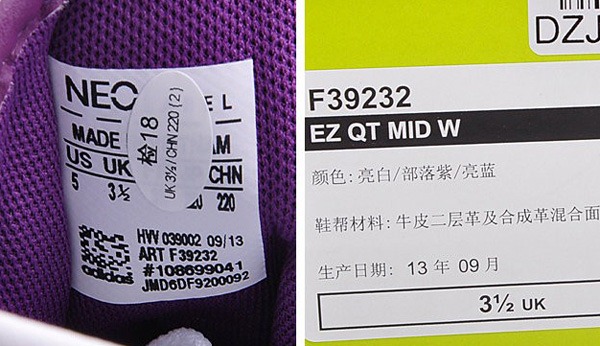 NEO
E L
MADE
AM
US UK
CHN
5 3½
220
检18
UK 3½ / CHN 220 (2)
HVV 039002 09/13
ART F39232
#108699041
JMD6DF9200092
adidas
DZJ
F39232
EZ QT MID W
颜色: 亮白/部落紫/亮蓝
鞋帮材料: 牛皮二层革及合成革混合面
生产日期: 13 年 09 月
3½ UK